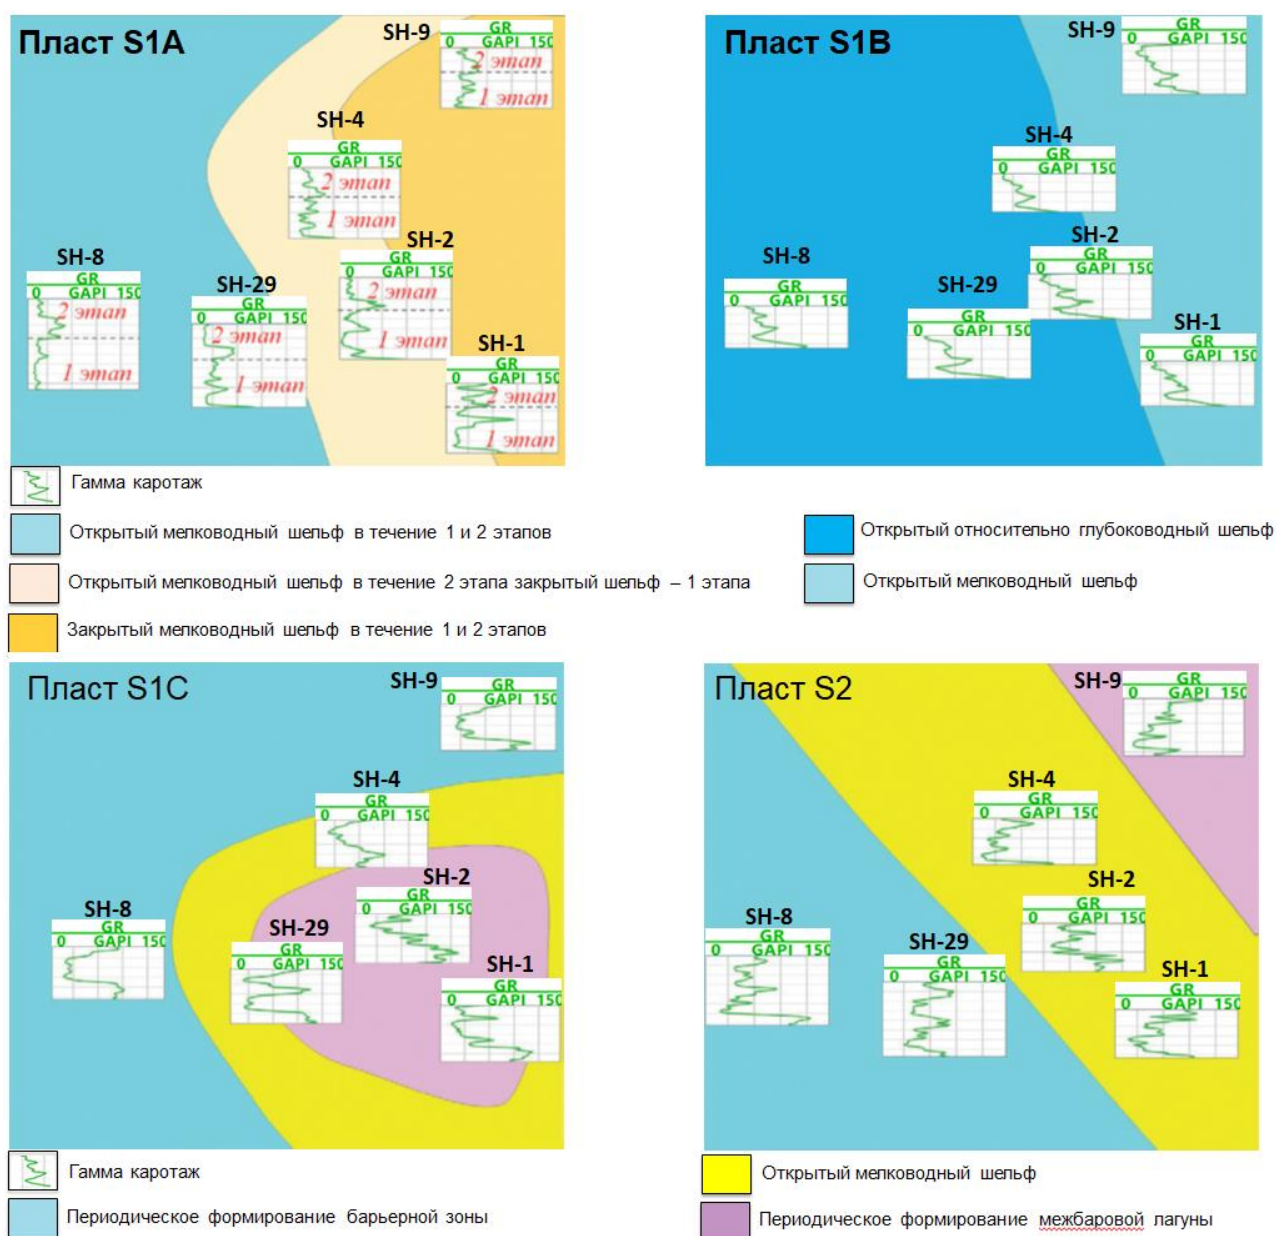 Пласт S1A
SH-9
GR
0 GAPI 150
2 этап
1 этап
SH-4
GR
0 GAPI 150
2 этап
1 этап
SH-2
GR
0 GAPI 150
2 этап
1 этап
SH-8
GR
0 GAPI 150
2 этап
1 этап
SH-29
GR
0 GAPI 150
2 этап
1 этап
SH-1
GR
0 GAPI 150
2 этап
1 этап
Пласт S1B
SH-9
GR
0 GAPI 150
SH-4
GR
0 GAPI 150
SH-2
GR
0 GAPI 150
SH-8
GR
0 GAPI 150
SH-29
GR
0 GAPI 150
SH-1
GR
0 GAPI 150
Гамма каротаж
Открытый мелководный шельф в течение 1 и 2 этапов
Открытый мелководный шельф в течение 2 этапа закрытый шельф – 1 этапа
Закрытый мелководный шельф в течение 1 и 2 этапов
Открытый относительно глубоководный шельф
Открытый мелководный шельф
Пласт S1C
SH-9
GR
0 GAPI 150
SH-4
GR
0 GAPI 150
SH-2
GR
0 GAPI 150
SH-8
GR
0 GAPI 150
SH-29
GR
0 GAPI 150
SH-1
GR
0 GAPI 150
Пласт S2
SH-9
GR
0 GAPI 150
SH-4
GR
0 GAPI 150
SH-2
GR
0 GAPI 150
SH-8
GR
0 GAPI 150
SH-29
GR
0 GAPI 150
SH-1
GR
0 GAPI 150
Гамма каротаж
Периодическое формирование барьерной зоны
Открытый мелководный шельф
Периодическое формирование межбаровой лагуны